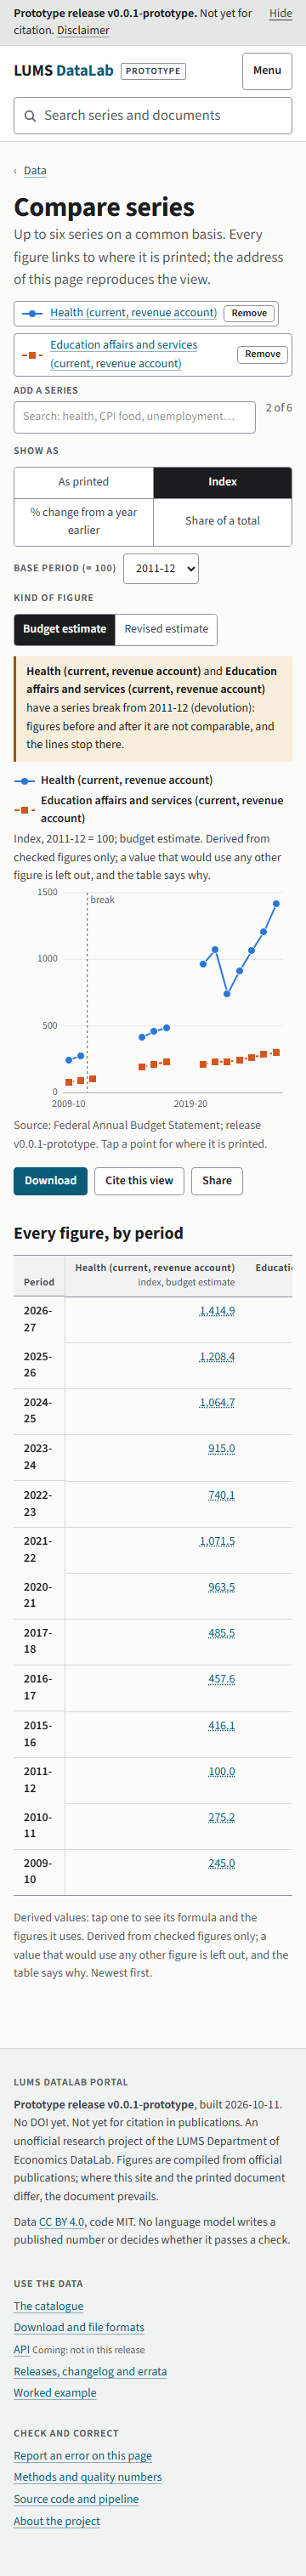 Prototype release v0.0.1-prototype. Not yet for citation. Disclaimer
Hide
LUMS DataLab PROTOTYPE
Menu
Search series and documents
‹ Data
Compare series
Up to six series on a common basis. Every
figure links to where it is printed; the address
of this page reproduces the view.
Health (current, revenue account) Remove
Education affairs and services
(current, revenue account)
Remove
ADD A SERIES
Search: health, CPI food, unemployment…
2 of 6
SHOW AS
As printed
Index
% change from a year
earlier
Share of a total
BASE PERIOD (= 100) 2011-12
KIND OF FIGURE
Budget estimate Revised estimate
Health (current, revenue account) and Education
affairs and services (current, revenue account)
have a series break from 2011-12 (devolution):
figures before and after it are not comparable, and
the lines stop there.
Health (current, revenue account)
Education affairs and services (current, revenue
account)
Index, 2011-12 = 100; budget estimate. Derived from
checked figures only; a value that would use any other
figure is left out, and the table says why.
1500
break
1000
500
0
2009-10 2019-20
Source: Federal Annual Budget Statement; release
v0.0.1-prototype. Tap a point for where it is printed.
Download Cite this view Share
Every figure, by period
Period
Health (current, revenue account)
index, budget estimate
Educati
2026-
27
1,414.9
2025-
26
1,208.4
2024-
25
1,064.7
2023-
24
915.0
2022-
23
740.1
2021-
22
1,071.5
2020-
21
963.5
2017-
18
485.5
2016-
17
457.6
2015-
16
416.1
2011-
12
100.0
2010-
11
275.2
2009-
10
245.0
Derived values: tap one to see its formula and the
figures it uses. Derived from checked figures only; a
value that would use any other figure is left out, and the
table says why. Newest first.
LUMS DATALAB PORTAL
Prototype release v0.0.1-prototype, built 2026-10-11.
No DOI yet. Not yet for citation in publications. An
unofficial research project of the LUMS Department of
Economics DataLab. Figures are compiled from official
publications; where this site and the printed document
differ, the document prevails.
Data CC BY 4.0, code MIT. No language model writes a
published number or decides whether it passes a check.
USE THE DATA
The catalogue
Download and file formats
API Coming: not in this release
Releases, changelog and errata
Worked example
CHECK AND CORRECT
Report an error on this page
Methods and quality numbers
Source code and pipeline
About the project